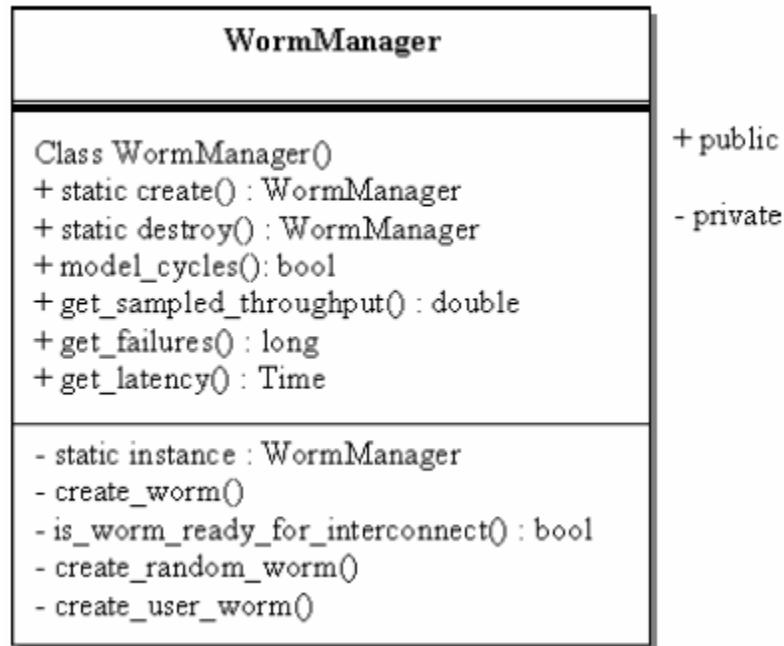 WormManager
Class WormManager()
+ static create() : WormManager
+ static destroy() : WormManager
+ model_cycles(): bool
+ get_sampled_throughput() : double
+ get_failures() : long
+ get_latency() : Time
- static instance : WormManager
- create_worm()
- is_worm_ready_for_interconnect() : bool
- create_random_worm()
- create_user_worm()
+ public
- private